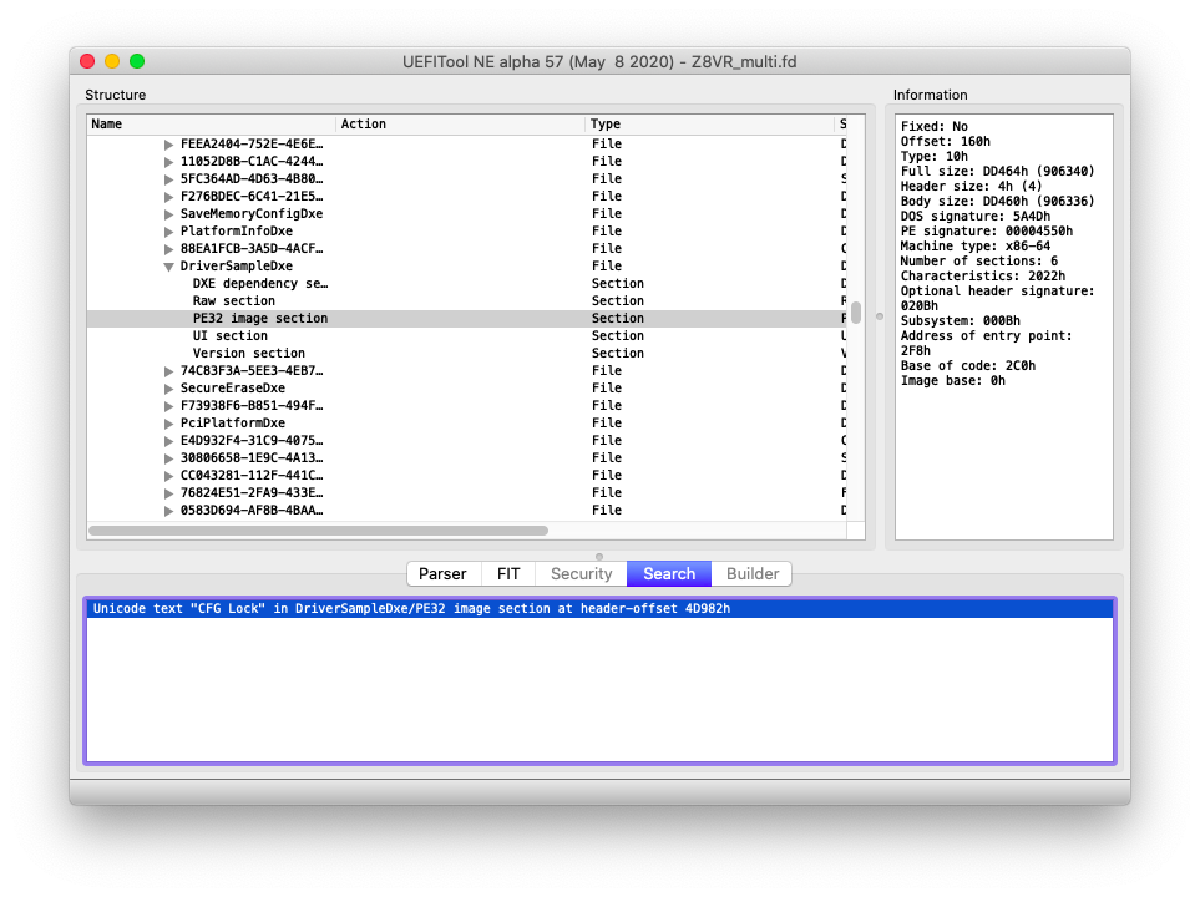 UEFITool NE alpha 57 (May  8 2020) - Z8VR_multi.fd
Structure
Name Action Type S
FEEA2404-752E-4E6E… File D
11052D8B-C1AC-4244… File D
5FC364AD-4D63-4B80… File S
F276BDEC-6C41-21E5… File D
SaveMemoryConfigDxe File D
PlatformInfoDxe File D
88EA1FCB-3A5D-4ACF… File C
DriverSampleDxe File D
DXE dependency se… Section D
Raw section Section R
PE32 image section Section P
UI section Section U
Version section Section V
74C83F3A-5EE3-4EB7… File D
SecureEraseDxe File D
F73938F6-B851-494F… File D
PciPlatformDxe File D
E4D932F4-31C9-4075… File C
30806658-1E9C-4A13… File S
CC043281-112F-441C… File D
76824E51-2FA9-433E… File F
0583D694-AF8B-4BAA… File D
Information
Fixed: No
Offset: 160h
Type: 10h
Full size: DD464h (906340)
Header size: 4h (4)
Body size: DD460h (906336)
DOS signature: 5A4Dh
PE signature: 00004550h
Machine type: x86-64
Number of sections: 6
Characteristics: 2022h
Optional header signature:
020Bh
Subsystem: 000Bh
Address of entry point:
2F8h
Base of code: 2C0h
Image base: 0h
Parser FIT Security Search Builder
Unicode text "CFG Lock" in DriverSampleDxe/PE32 image section at header-offset 4D982h